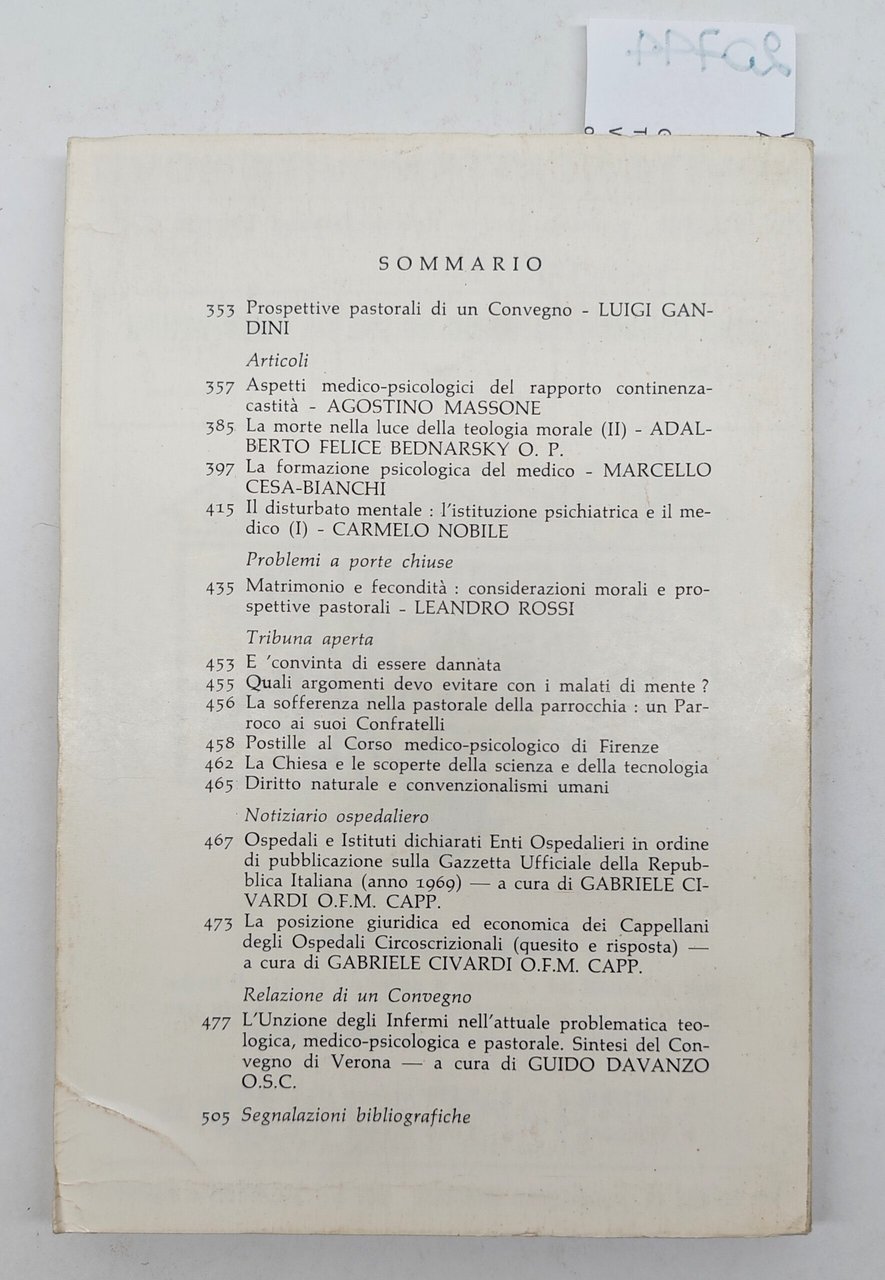 20744
SOMMARIO
353 Prospettive pastorali di un Convegno - LUIGI GAN-
DINI
Articoli
357 Aspetti medico-psicologici del rapporto continenza-
castità - AGOSTINO MASSONE
385 La morte nella luce della teologia morale (II) - ADAL-
BERTO FELICE BEDNARSKY O. P.
397 La formazione psicologica del medico - MARCELLO
CESA-BIANCHI
415 Il disturbato mentale : l'istituzione psichiatrica e il me-
dico (I) - CARMELO NOBILE
Problemi a porte chiuse
435 Matrimonio e fecondità : considerazioni morali e pro-
spettive pastorali - LEANDRO ROSSI
Tribuna aperta
453 E 'convinta di essere dannata
455 Quali argomenti devo evitare con i malati di mente ?
456 La sofferenza nella pastorale della parrocchia : un Par-
roco ai suoi Confratelli
458 Postille al Corso medico-psicologico di Firenze
462 La Chiesa e le scoperte della scienza e della tecnologia
465 Diritto naturale e convenzionalismi umani
Notiziario ospedaliero
467 Ospedali e Istituti dichiarati Enti Ospedalieri in ordine
di pubblicazione sulla Gazzetta Ufficiale della Repub-
blica Italiana (anno 1969) — a cura di GABRIELE CI-
VARDI O.F.M. CAPP.
473 La posizione giuridica ed economica dei Cappellani
degli Ospedali Circoscrizionali (quesito e risposta) —
a cura di GABRIELE CIVARDI O.F.M. CAPP.
Relazione di un Convegno
477 L'Unzione degli Infermi nell'attuale problematica teo-
logica, medico-psicologica e pastorale. Sintesi del Con-
vegno di Verona — a cura di GUIDO DAVANZO
O.S.C.
505 Segnalazioni bibliografiche